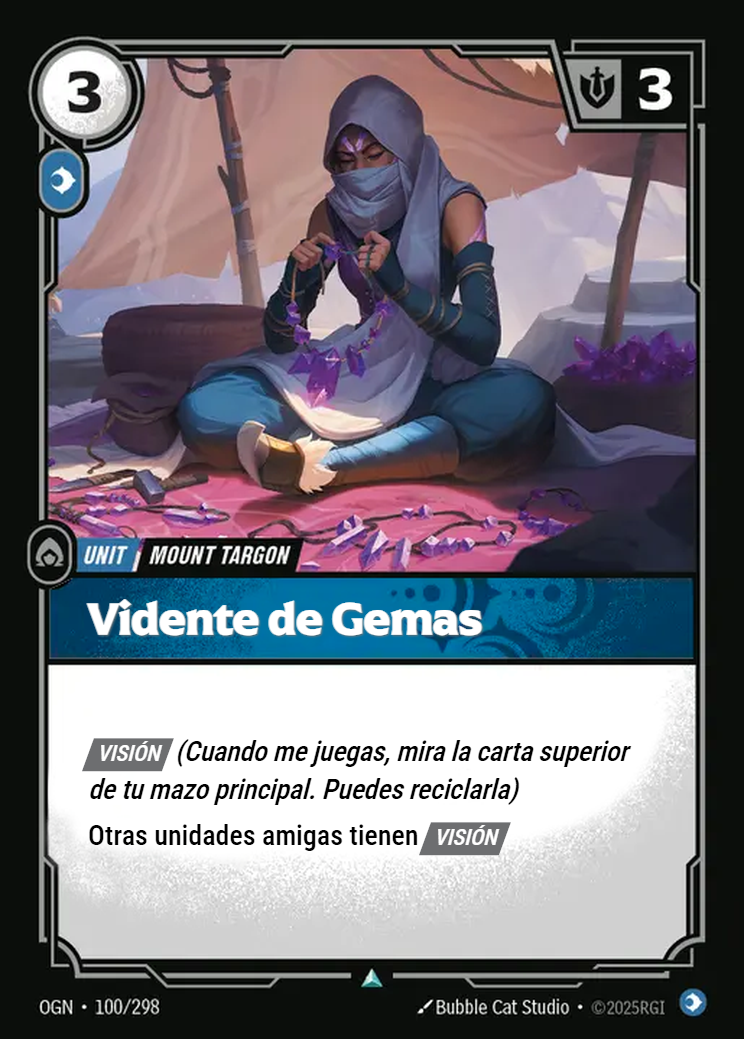 3
3
UNIT MOUNT TARGON
Vidente de Gemas
VISIÓN (Cuando me juegas, mira la carta superior
de tu mazo principal. Puedes reciclarla)
Otras unidades amigas tienen VISIÓN
OGN • 100/298 Bubble Cat Studio • ©2025RGI